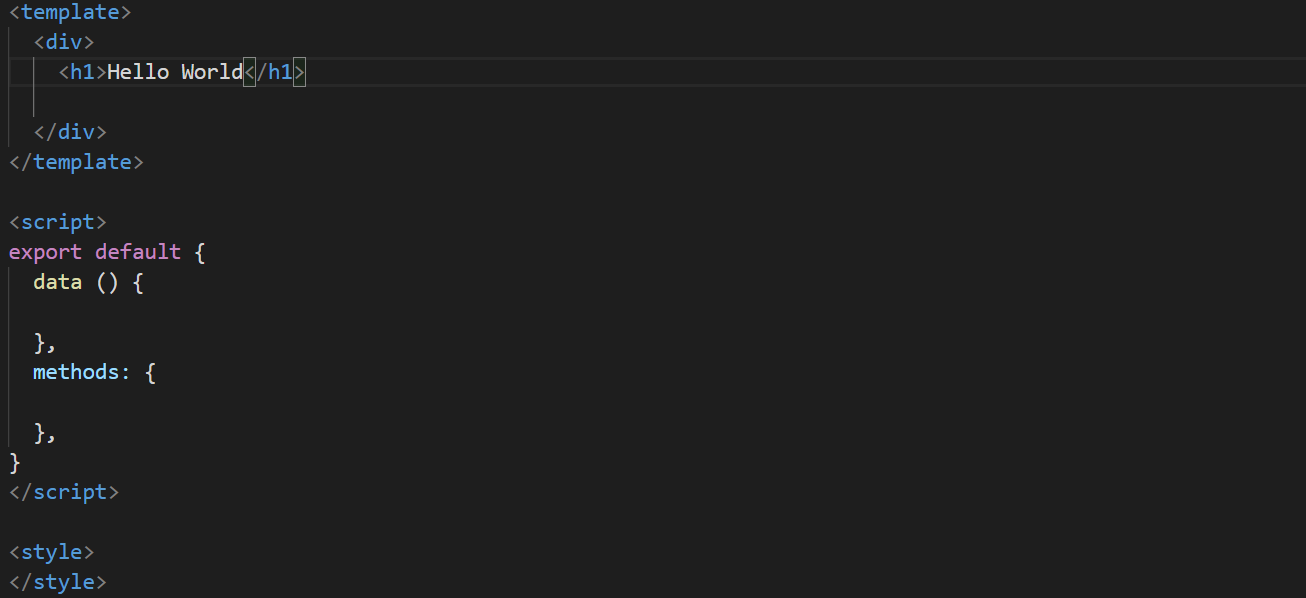 <template>
  <div>
    <h1>Hello World</h1>

  </div>
</template>

<script>
export default {
  data () {

  },
  methods: {

  },
}
</script>

<style>
</style>